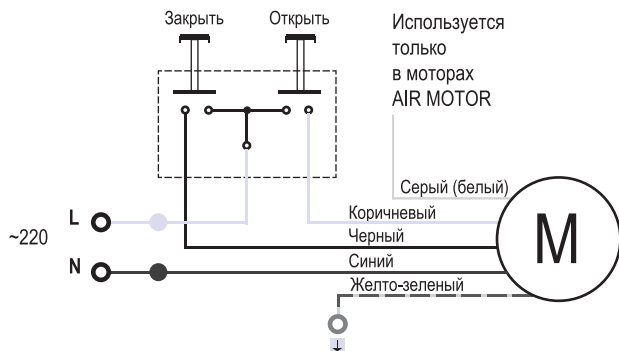 Закрыть
Открыть
Используется
только
в моторах
AIR MOTOR
Серый (белый)
Коричневый
L
Черный
~220
M
N
Синий
Желто-зеленый